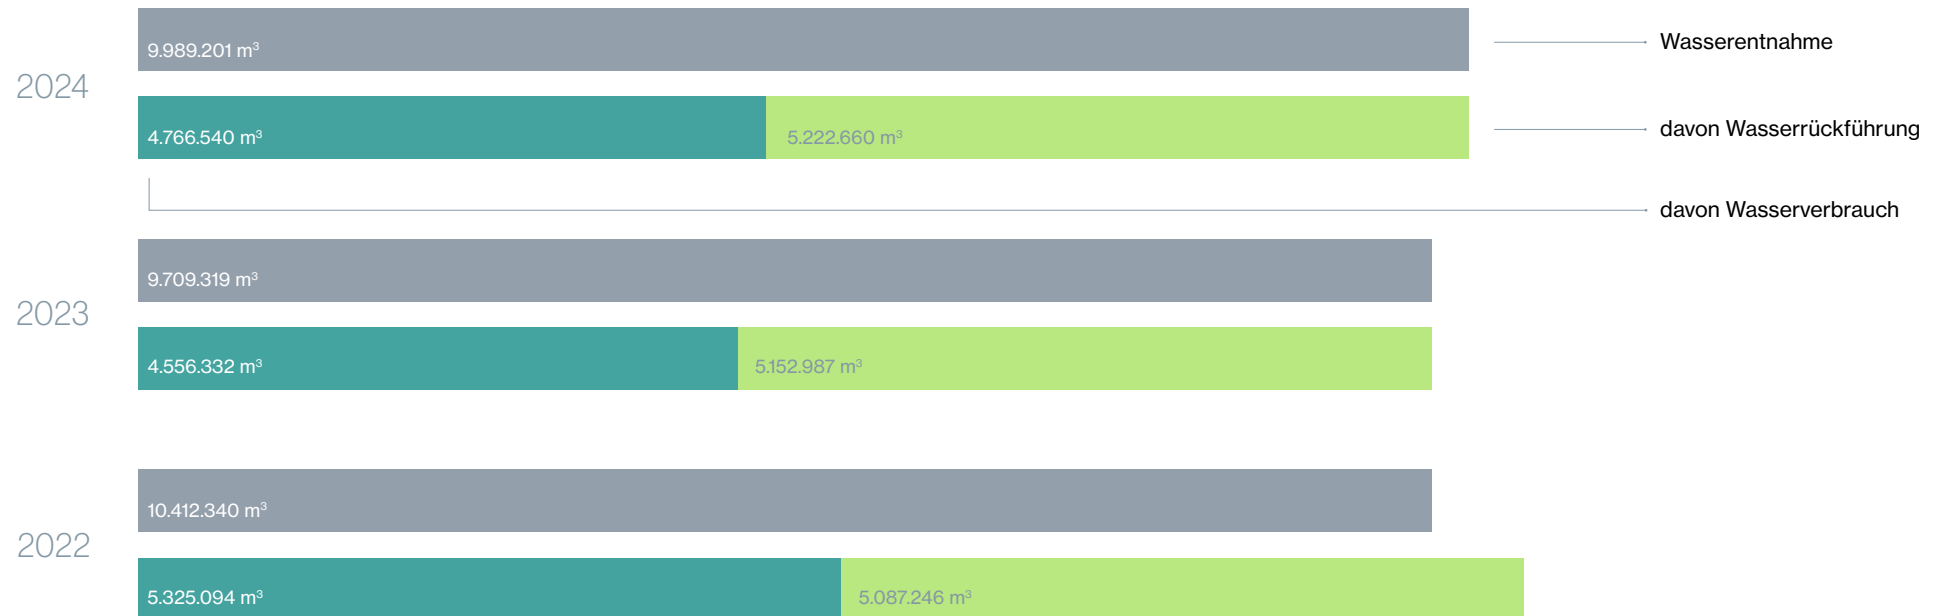 9.989.201 m³
Wasserentnahme
2024
4.766.540 m³
5.222.660 m³
davon Wasserrückführung
davon Wasserverbrauch
9.709.319 m³
2023
4.556.332 m³
5.152.987 m³
10.412.340 m³
2022
5.325.094 m³
5.087.246 m³